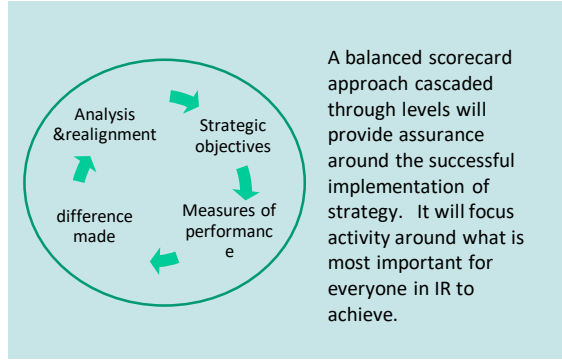 Analysis
&realignment
Strategic
objectives
difference
made
Measures of
performanc
e
A balanced scorecard
approach cascaded
through levels will
provide assurance
around the successful
implementation of
strategy.  It will focus
activity around what is
most important for
everyone in IR to
achieve.